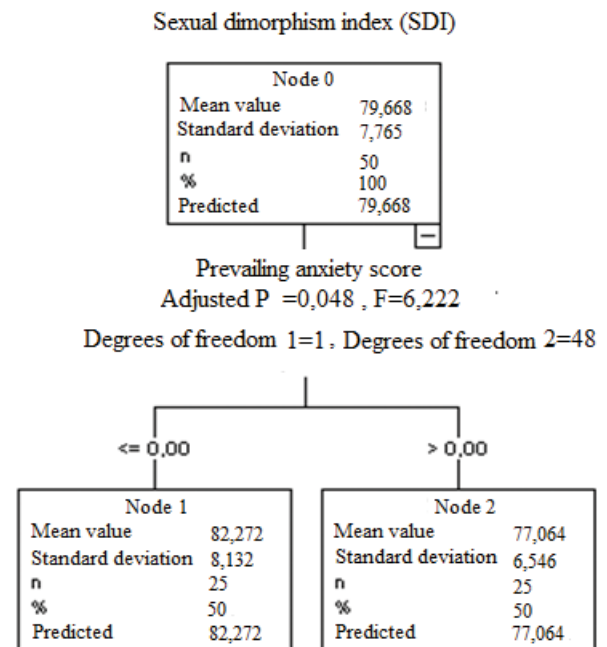 Sexual dimorphism index (SDI)
Node 0
Mean value 79,668
Standard deviation 7,765
n 50
% 100
Predicted 79,668
Prevailing anxiety score
Adjusted P =0,048 , F=6,222
Degrees of freedom 1=1, Degrees of freedom 2=48
<= 0,00
> 0,00
Node 1
Mean value 82,272
Standard deviation 8,132
n 25
% 50
Predicted 82,272
Node 2
Mean value 77,064
Standard deviation 6,546
n 25
% 50
Predicted 77,064